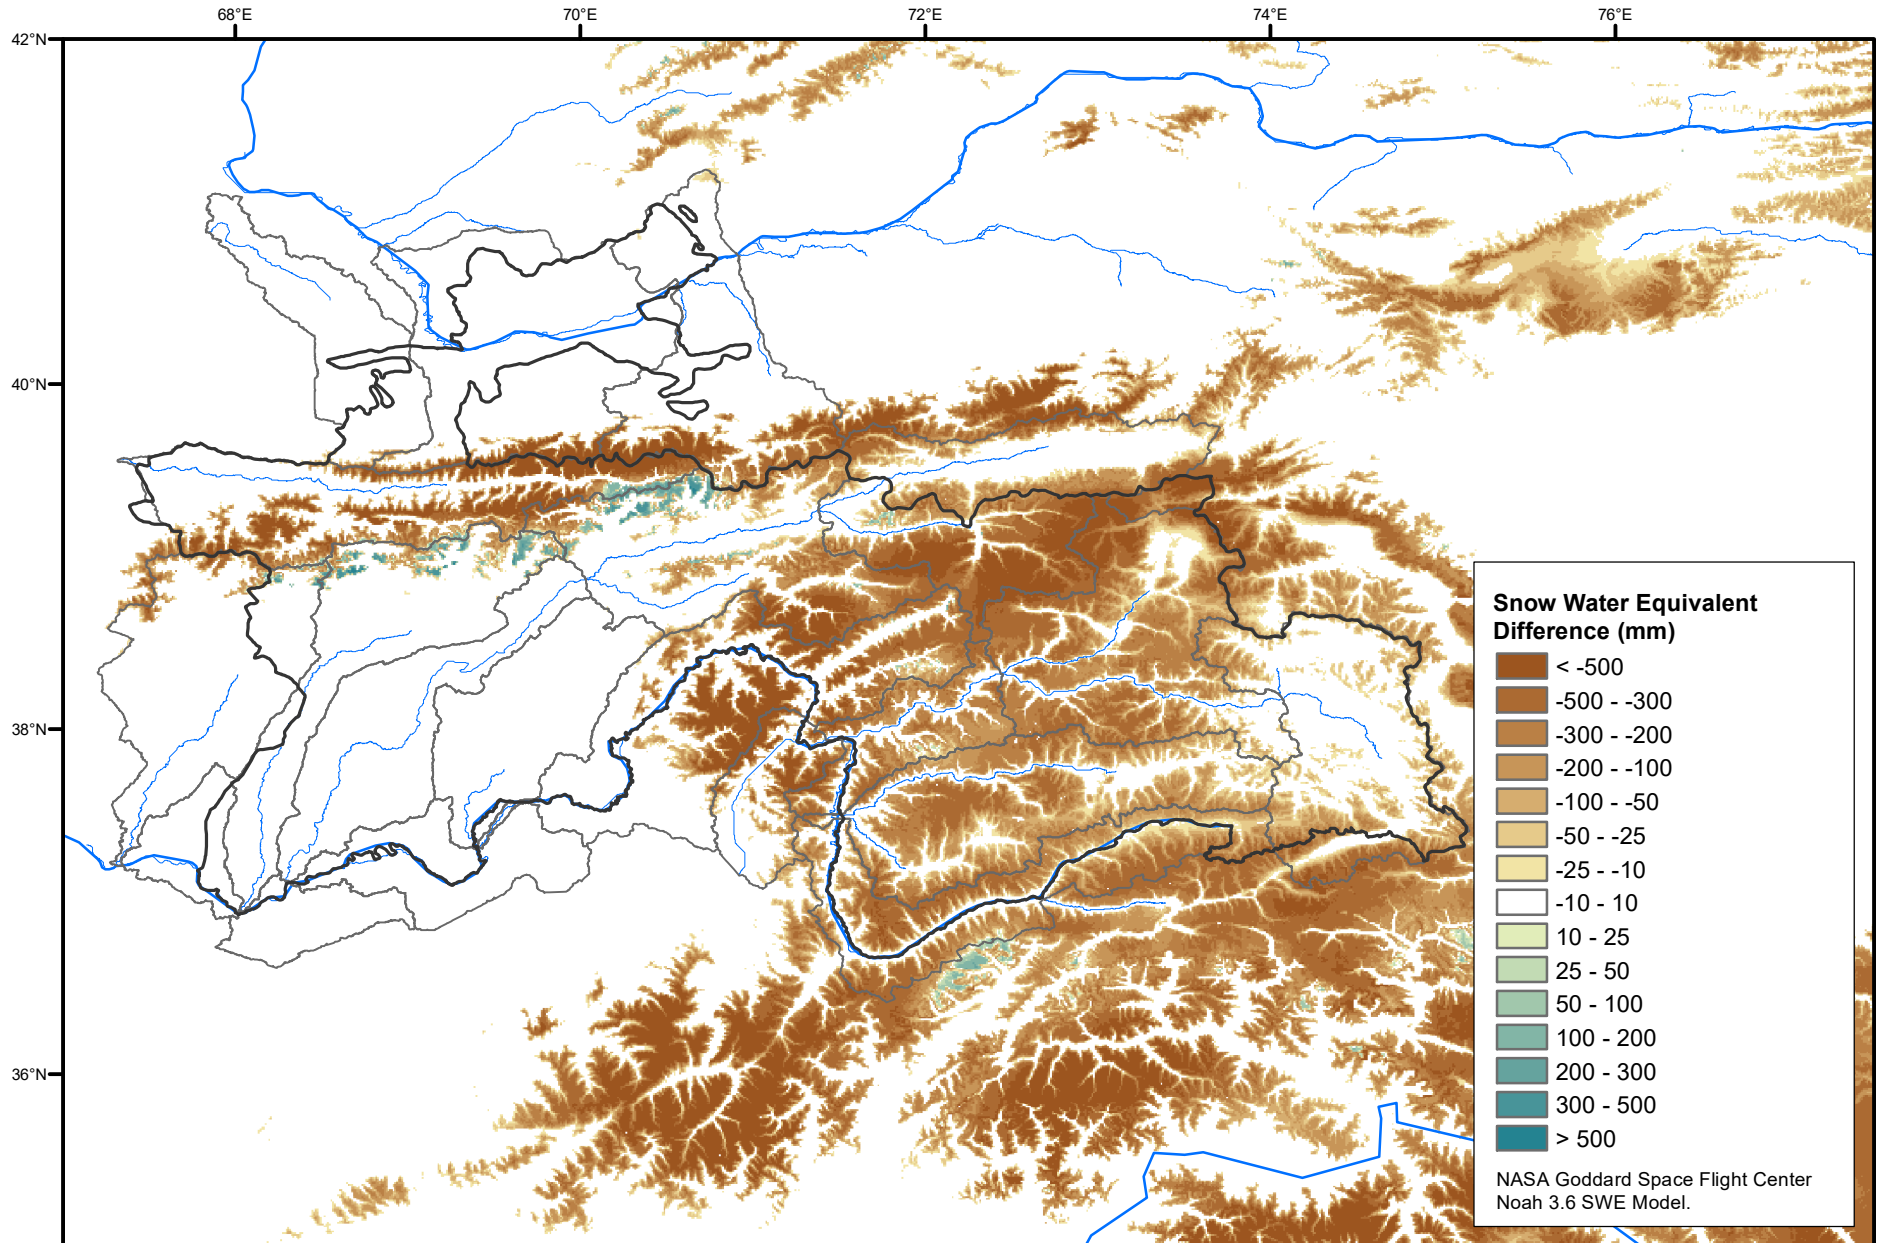 68°E
70°E
72°E
74°E
76°E
42°N
40°N
38°N
36°N
Snow Water Equivalent
Difference (mm)
< -500
-500 - -300
-300 - -200
-200 - -100
-100 - -50
-50 - -25
-25 - -10
-10 - 10
10 - 25
25 - 50
50 - 100
100 - 200
200 - 300
300 - 500
> 500
NASA Goddard Space Flight Center
Noah 3.6 SWE Model.